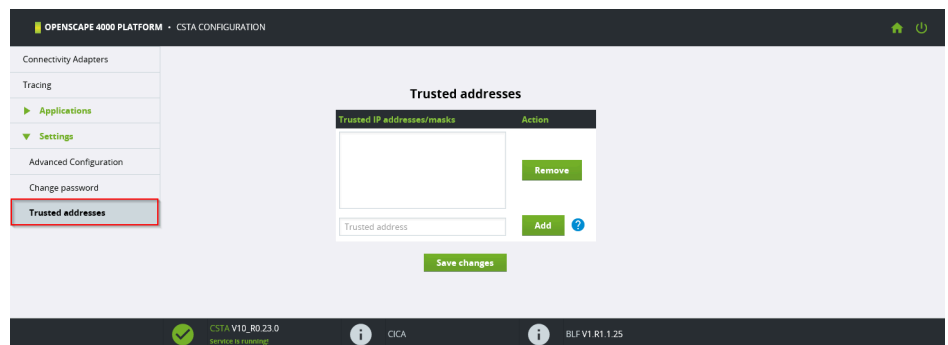 OPENSCAPE 4000 PLATFORM • CSTA CONFIGURATION
Connectivity Adapters
Tracing
Applications
Settings
Advanced Configuration
Change password
Trusted addresses
Trusted addresses
Trusted IP addresses/masks Action
Remove
Trusted address Add ?
Save changes
CSTA V10_R0.23.0
Service is running!
i CICA
i BLF V1.R1.1.25